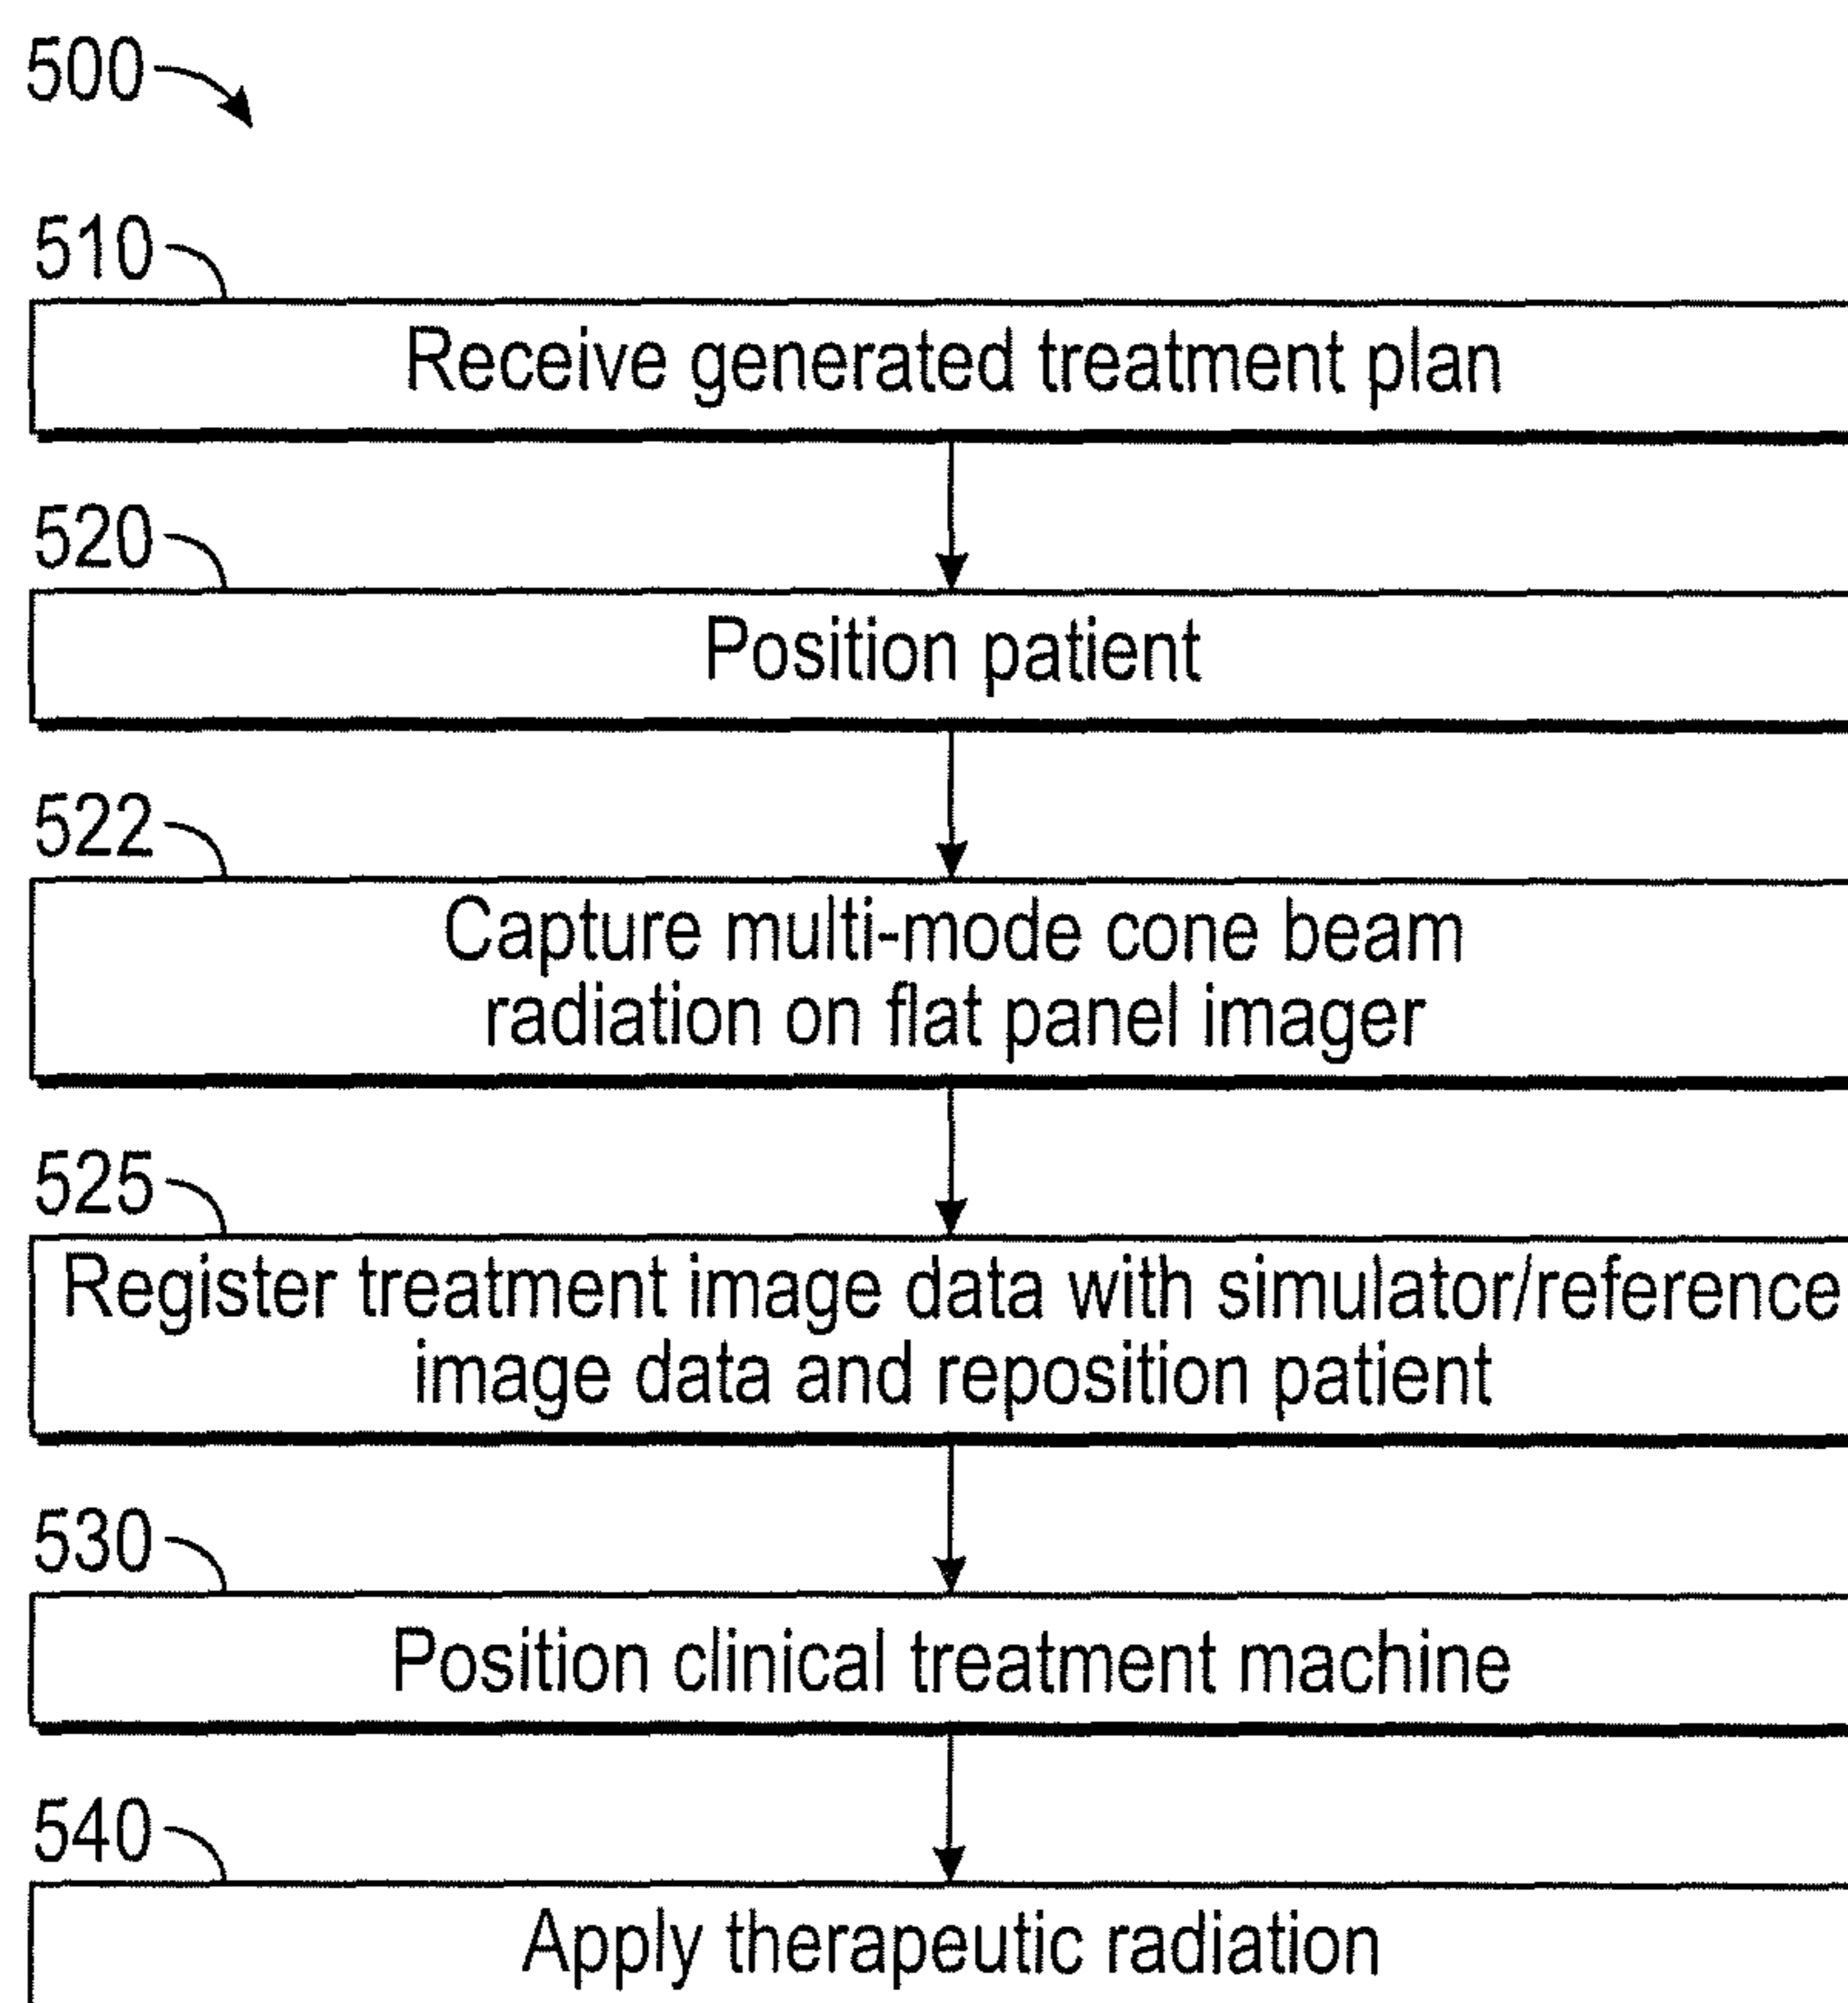 500
510
Receive generated treatment plan
520
Position patient
522
Capture multi-mode cone beam
radiation on flat panel imager
525
Register treatment image data with simulator/reference
image data and reposition patient
530
Position clinical treatment machine
540
Apply therapeutic radiation